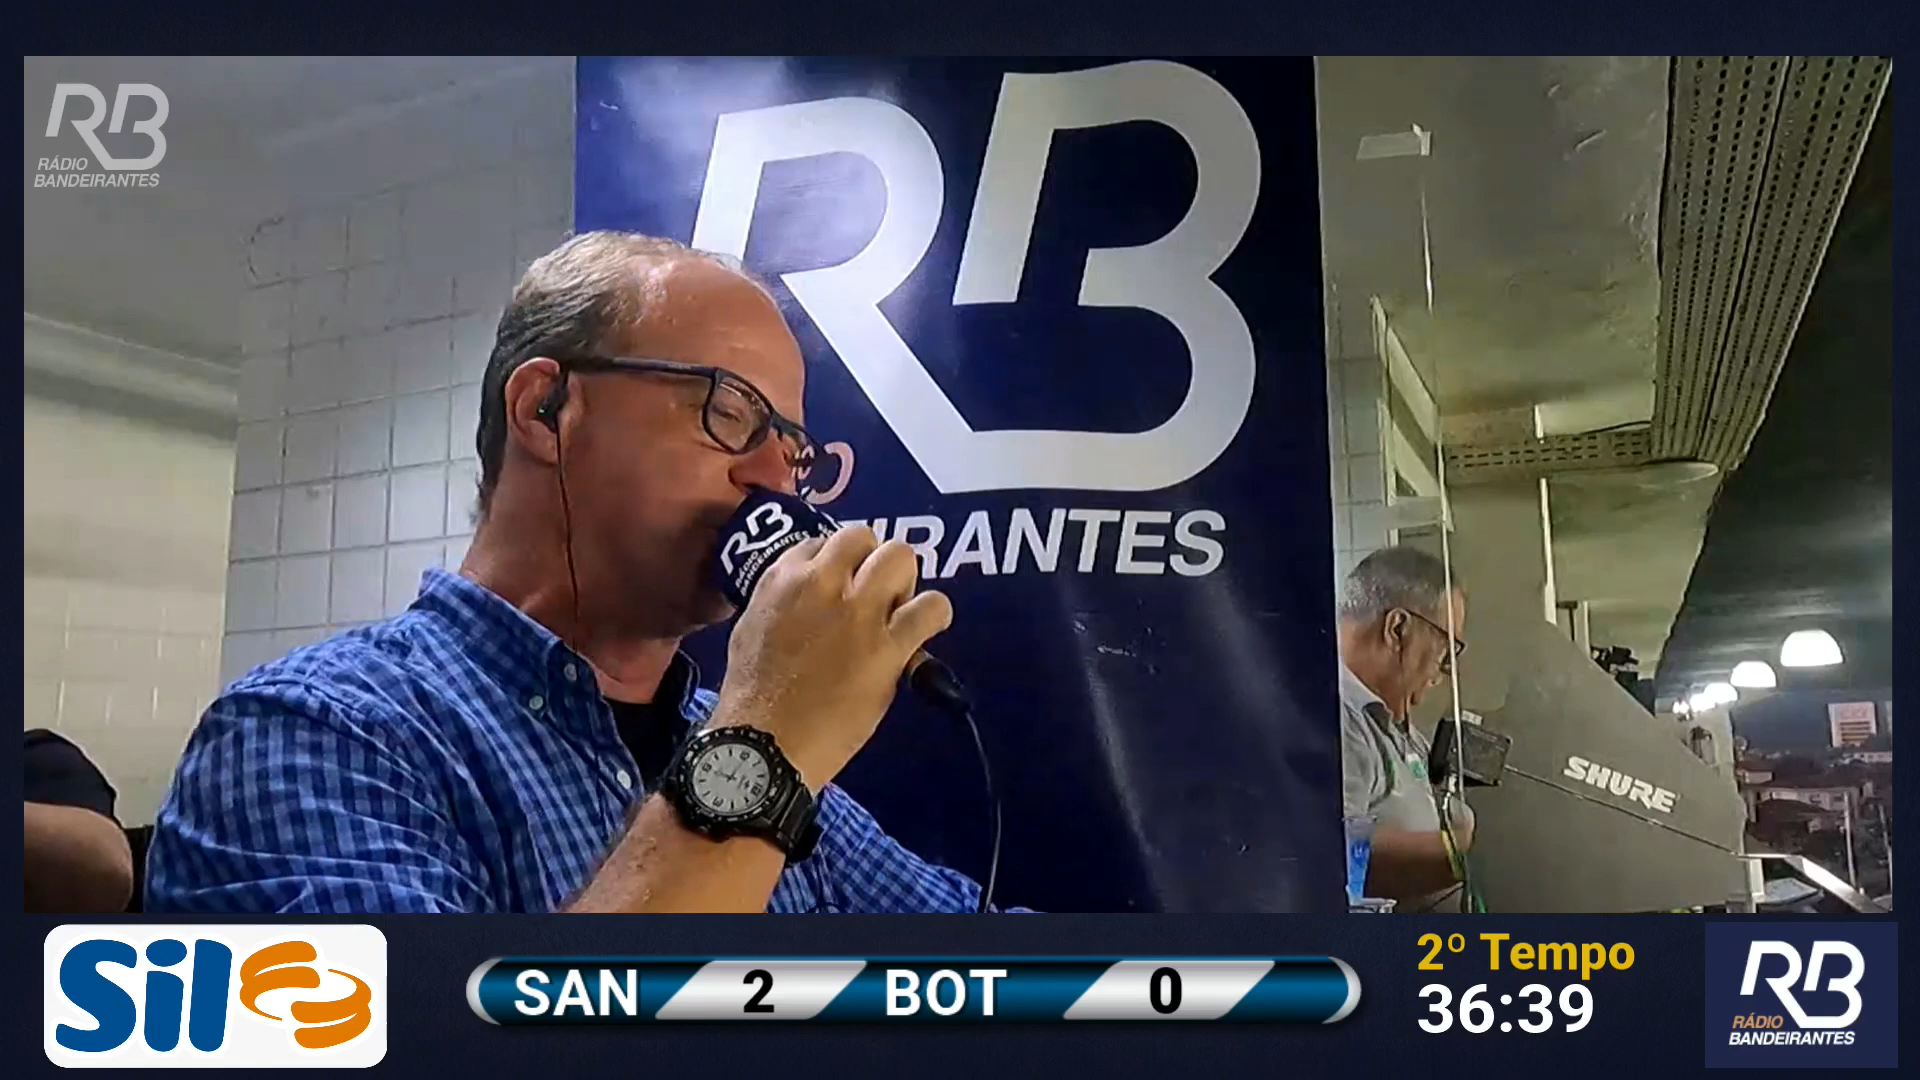 RB
RÁDIO
BANDEIRANTES
RB
IRANTES
RB
RÁDIO
BANDEIRANTES
SHURE
Sil
SAN 2 BOT 0
2º Tempo
36:39
RB
RÁDIO
BANDEIRANTES